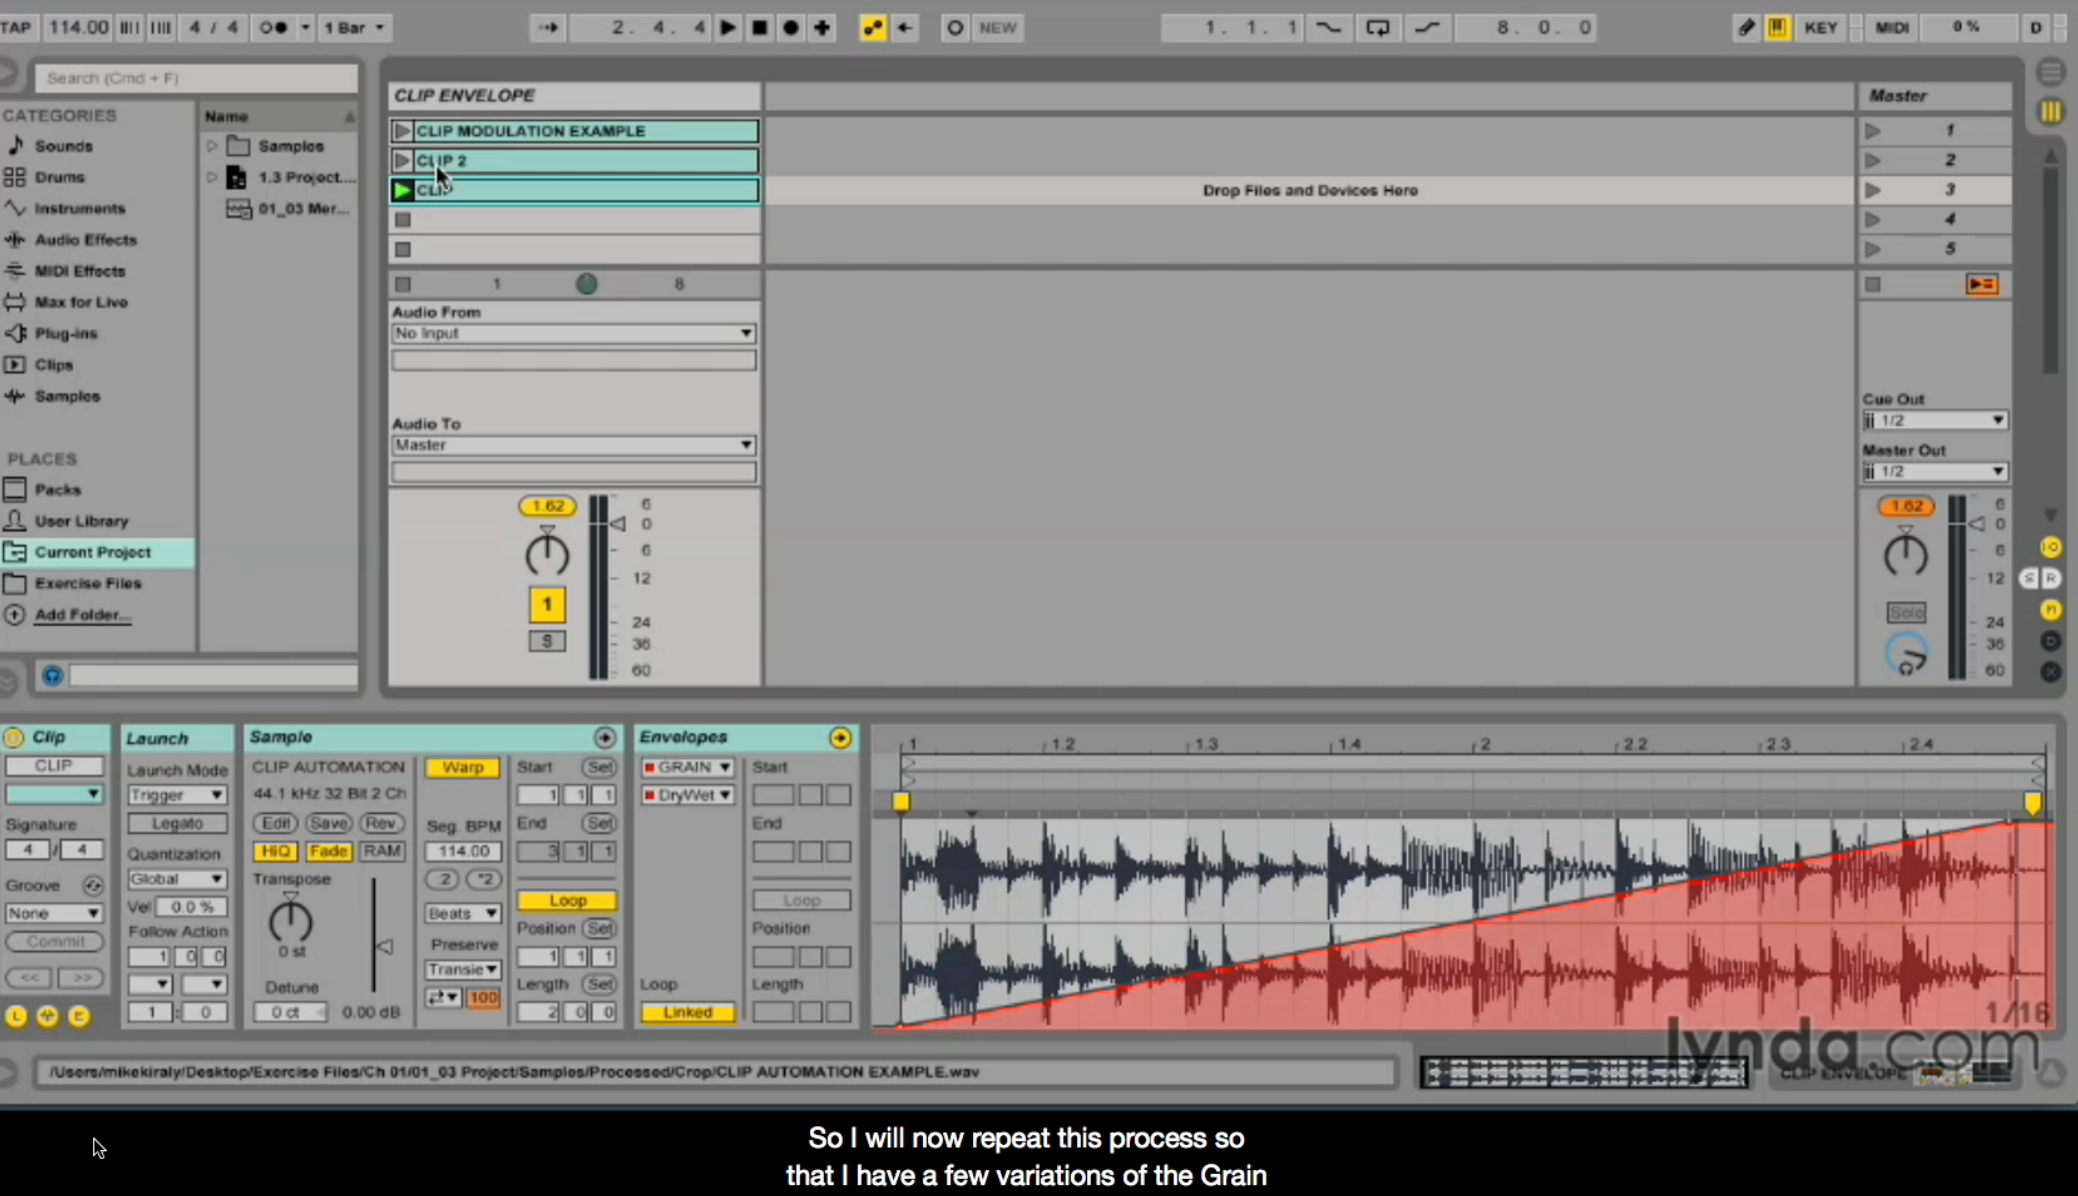 TAP 114.00 4 / 4 1 Bar 2. 4. 4 NEW 1. 1. 1 8. 0. 0 KEY MIDI 0 % D
Search (Cmd + F)
CATEGORIES
Sounds
Drums
Instruments
Audio Effects
MIDI Effects
Max for Live
Plug-ins
Clips
Samples
PLACES
Packs
User Library
Current Project
Exercise Files
Add Folder...
Name
Samples
1.3 Project....
01_03 Mer...
CLIP ENVELOPE
CLIP MODULATION EXAMPLE
CLIP 2
CLIP
Drop Files and Devices Here
1 8
Audio From
No Input
Audio To
Master
1.62
6
0
6
12
1
24
S
36
60
Master
1
2
3
4
5
Cue Out
1/2
Master Out
1/2
1.62
6
0
6
12
Solo
24
36
60
S R
D
X
Clip
CLIP
Signature
4 / 4
Groove
None
Commit
<< >>
L E
Launch
Launch Mode
Trigger
Legato
Quantization
Global
Vel 0.0 %
Follow Action
1 0 0
1 : 0
Sample
CLIP AUTOMATION
44.1 kHz 32 Bit 2 Ch
Edit Save Rev.
HiQ Fade RAM
Transpose
0 st
Detune
0 ct 0.00 dB
Warp
Seg. BPM
114.00
:2 *2
Beats
Preserve
Transie
100
Start Set
1 1 1
End Set
3 1 1
Loop
Position Set
1 1 1
Length Set
2 0 0
Envelopes
GRAIN
DryWet
Loop
Linked
Start
End
Loop
Position
Length
1 1.2 1.3 1.4 2 2.2 2.3 2.4
1/16
lynda.com
/Users/mikekiraly/Desktop/Exercise Files/Ch 01/01_03 Project/Samples/Processed/Crop/CLIP AUTOMATION EXAMPLE.wav
CLIP ENVELOPE
So I will now repeat this process so
that I have a few variations of the Grain